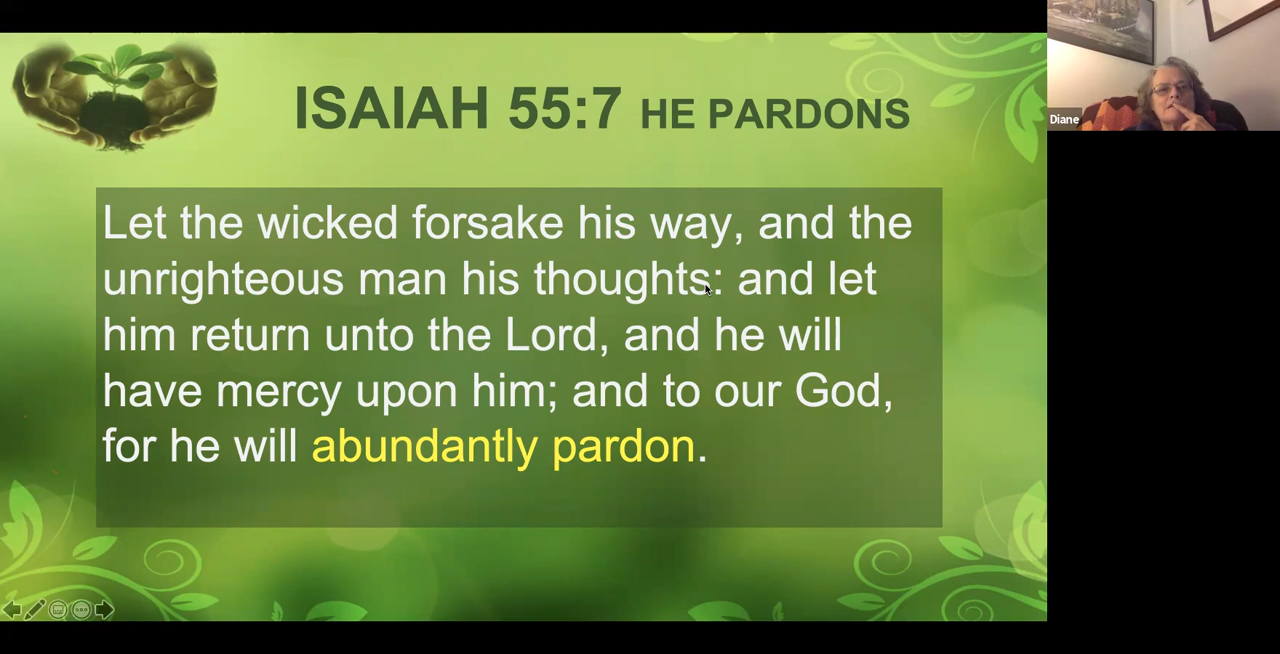 ISAIAH 55:7 HE PARDONS
Let the wicked forsake his way, and the
unrighteous man his thoughts: and let
him return unto the Lord, and he will
have mercy upon him; and to our God,
for he will abundantly pardon.
Diane